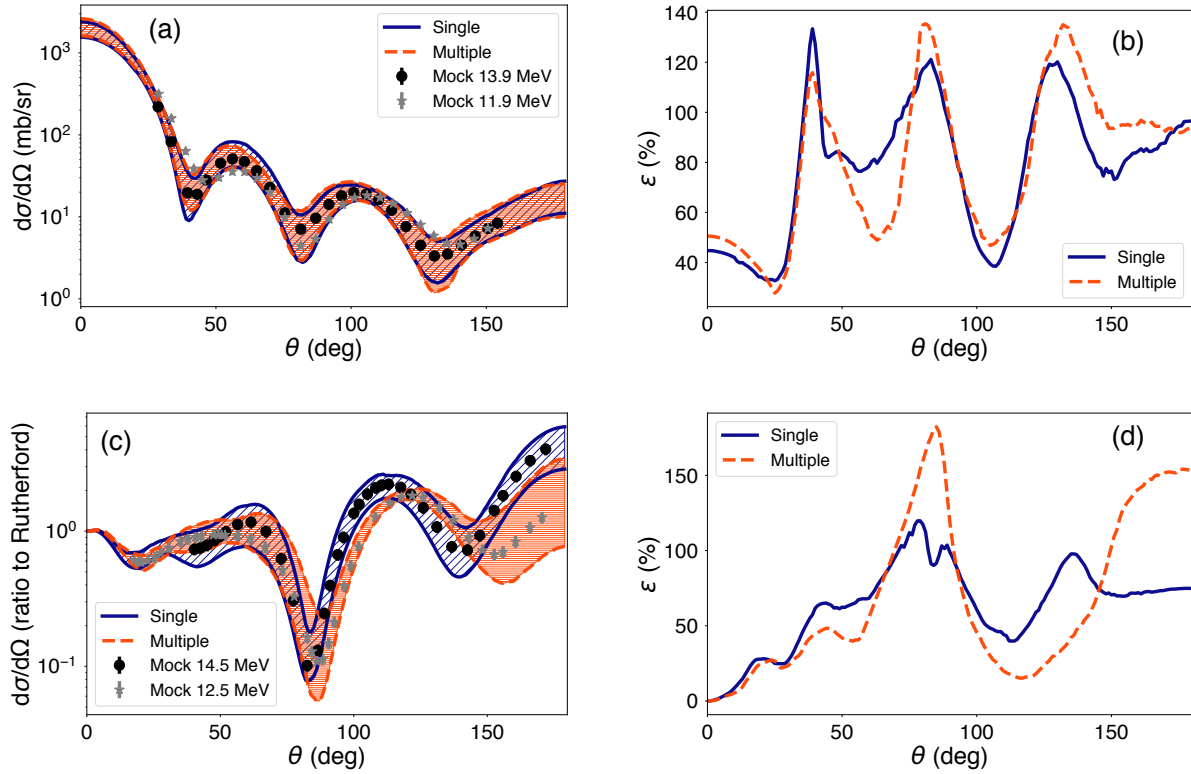 (a)
Single
Multiple
Mock 13.9 MeV
Mock 11.9 MeV
dσ/dΩ (mb/sr)
10³
10²
10¹
10⁰
0 50 100 150
θ (deg)
(b)
Single
Multiple
ε (%)
140
120
100
80
60
40
0 50 100 150
θ (deg)
(c)
Single
Multiple
Mock 14.5 MeV
Mock 12.5 MeV
dσ/dΩ (ratio to Rutherford)
10⁰
10⁻¹
0 50 100 150
θ (deg)
(d)
Single
Multiple
ε (%)
150
100
50
0
0 50 100 150
θ (deg)